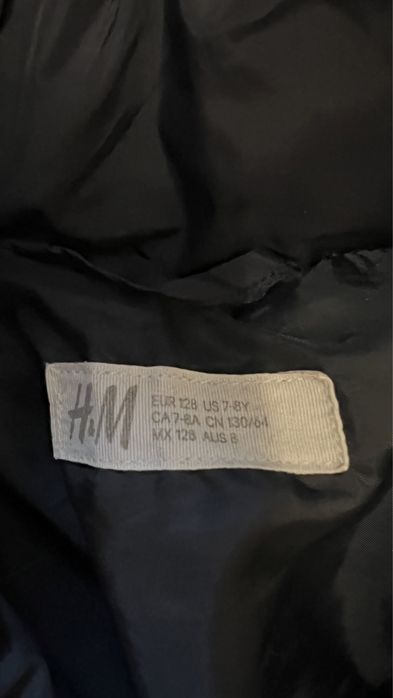 H&M
EUR 128 US 7-8Y
CA 7-8A CN 130/64
MX 128 AUS 8